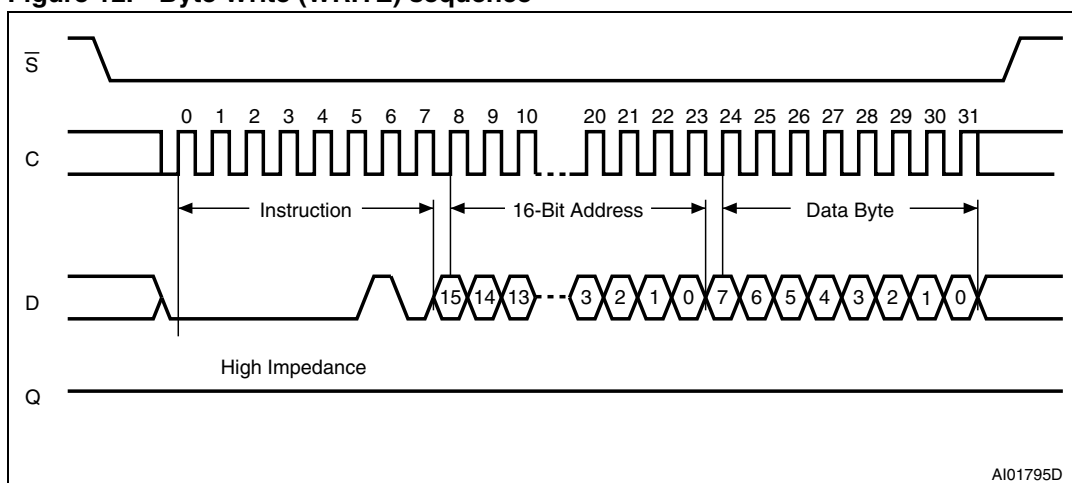 Figure 12. Byte Write (WRITE) sequence
S
0 1 2 3 4 5 6 7 8 9 10 20 21 22 23 24 25 26 27 28 29 30 31
C
Instruction 16-Bit Address Data Byte
D
15 14 13 3 2 1 0 7 6 5 4 3 2 1 0
High Impedance
Q
AI01795D